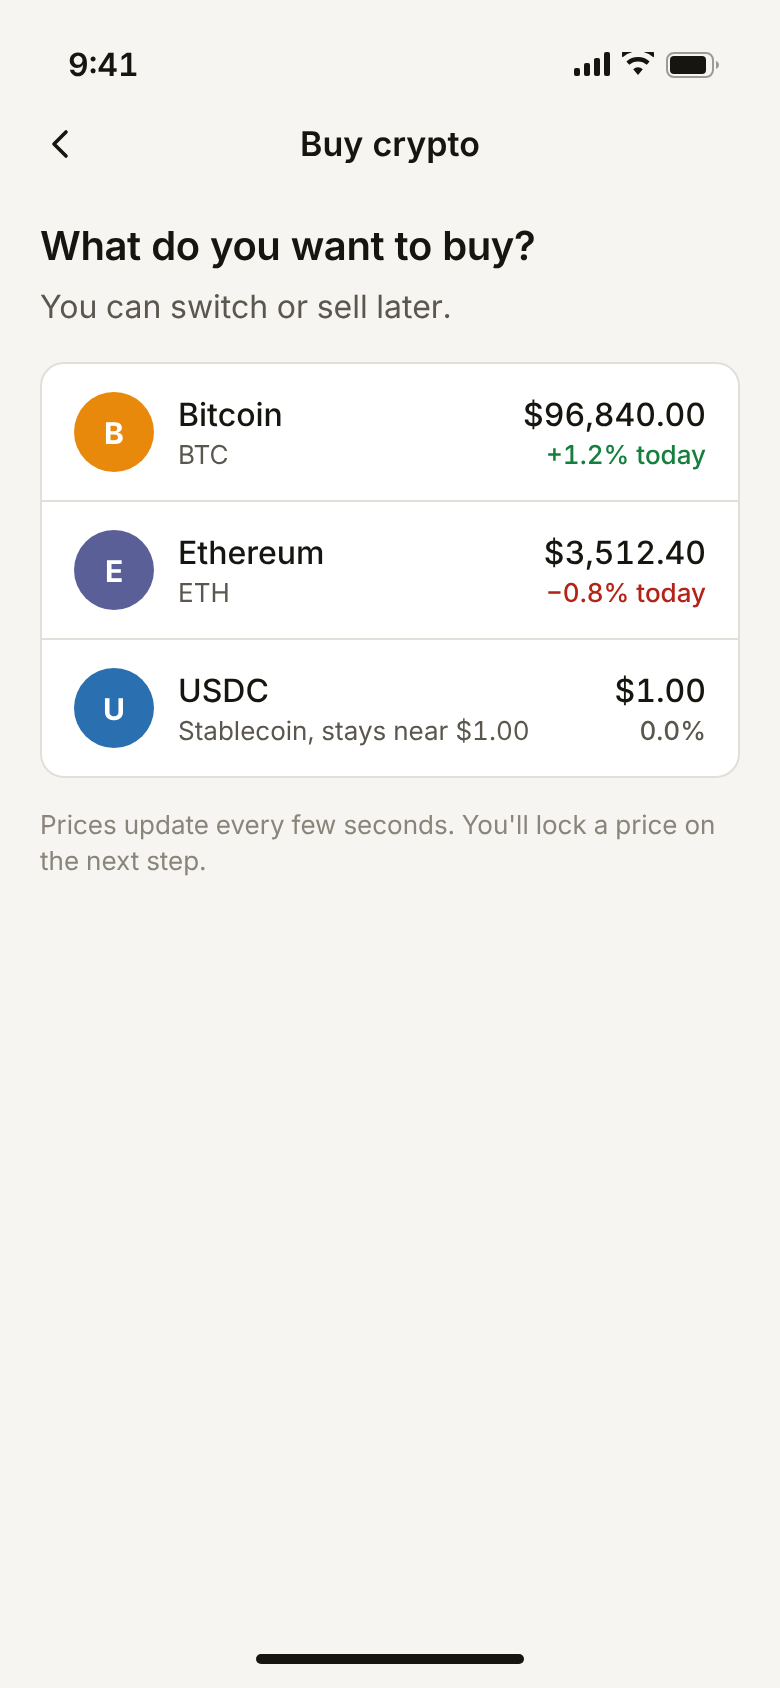 9:41
Buy crypto
What do you want to buy?
You can switch or sell later.
B
Bitcoin
$96,840.00
BTC
+1.2% today
E
Ethereum
$3,512.40
ETH
−0.8% today
U
USDC
$1.00
Stablecoin, stays near $1.00
0.0%
Prices update every few seconds. You'll lock a price on
the next step.